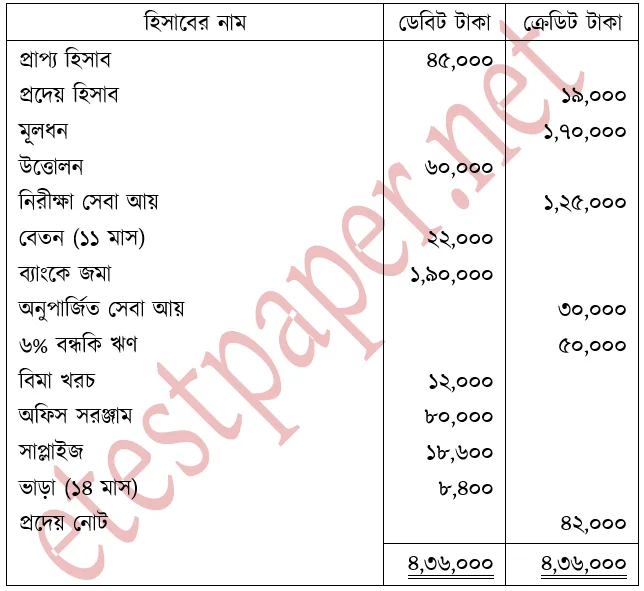 হিসাবের নাম ডেবিট টাকা ক্রেডিট টাকা
প্রাপ্য হিসাব ৪৫,০০০
প্রদেয় হিসাব ১৯,০০০
মূলধন ১,৭০,০০০
উত্তোলন ৬০,০০০
নিরীক্ষা সেবা আয় ১,২৫,০০০
বেতন (১১ মাস) ২২,০০০
ব্যাংকে জমা ১,৯০,০০০
অনুপার্জিত সেবা আয় ৩০,০০০
৬% বন্ধকি ঋণ ৫০,০০০
বিমা খরচ ১২,০০০
অফিস সরঞ্জাম ৮০,০০০
সাপ্লাইজ ১৮,৬০০
ভাড়া (১৪ মাস) ৮,৪০০
প্রদেয় নোট ৪২,০০০
৪,৩৬,০০০ ৪,৩৬,০০০
etestpaper.net